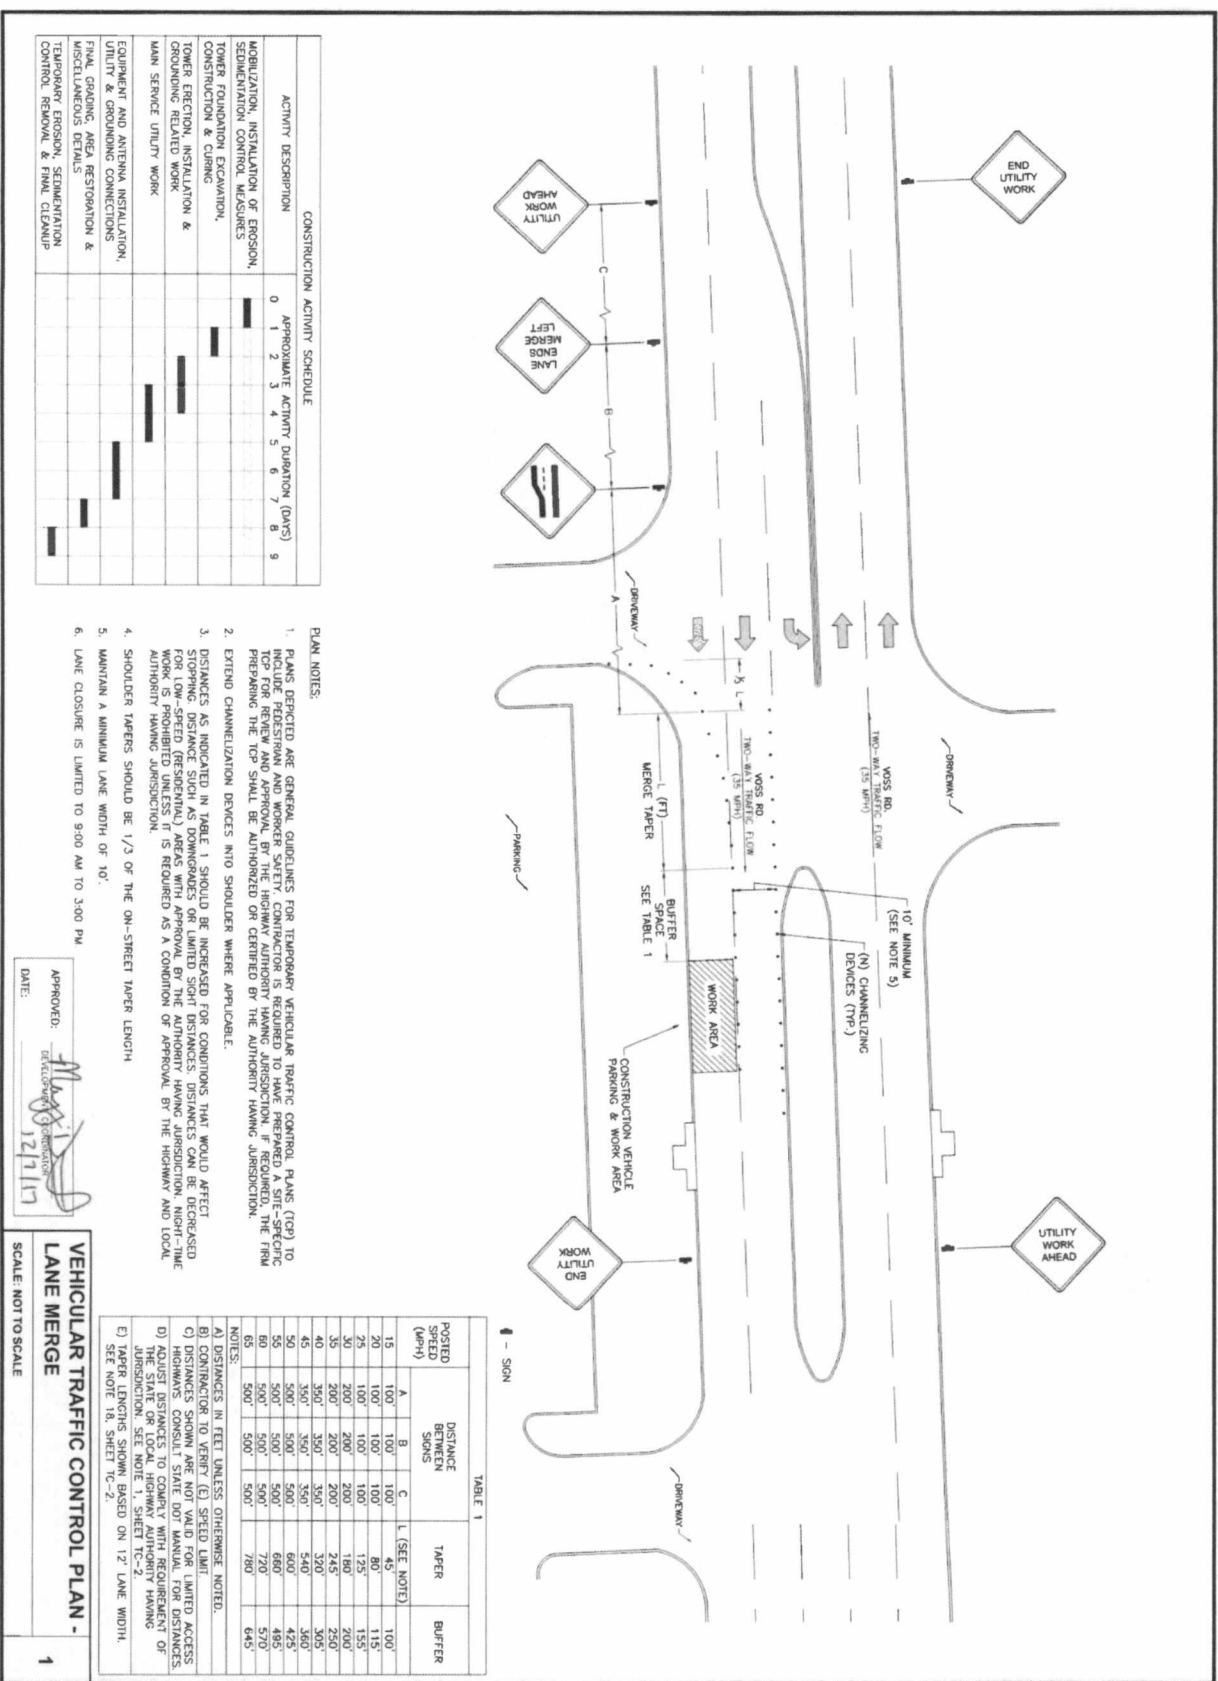 END
UTILITY
WORK
UTILITY
WORK
AHEAD
LANE
ENDS
MERGE
LEFT
C
B
A
DRIVEWAY
DRIVEWAY
1/3 L
VOSS RD.
TWO-WAY TRAFFIC FLOW
(35 MPH)
VOSS RD.
TWO-WAY TRAFFIC FLOW
(35 MPH)
L (FT)
MERGE TAPER
BUFFER
SPACE
SEE TABLE 1
10' MINIMUM
(SEE NOTE 5)
(N) CHANNELIZING
DEVICES (TYP.)
WORK AREA
CONSTRUCTION VEHICLE
PARKING & WORK AREA
PARKING
END
UTILITY
WORK
UTILITY
WORK
AHEAD
DRIVEWAY
- SIGN
CONSTRUCTION ACTIVITY SCHEDULE
ACTIVITY DESCRIPTION
APPROXIMATE ACTIVITY DURATION (DAYS)
0 1 2 3 4 5 6 7 8 9
MOBILIZATION, INSTALLATION OF EROSION,
SEDIMENTATION CONTROL MEASURES
TOWER FOUNDATION EXCAVATION,
CONSTRUCTION & CURING
TOWER ERECTION, INSTALLATION &
GROUNDING RELATED WORK
MAIN SERVICE UTILITY WORK
EQUIPMENT AND ANTENNA INSTALLATION,
UTILITY & GROUNDING CONNECTIONS
FINAL GRADING, AREA RESTORATION &
MISCELLANEOUS DETAILS
TEMPORARY EROSION, SEDIMENTATION
CONTROL REMOVAL & FINAL CLEANUP
PLAN NOTES:
1. PLANS DEPICTED ARE GENERAL GUIDELINES FOR TEMPORARY VEHICULAR TRAFFIC CONTROL PLANS (TCP) TO
INCLUDE PEDESTRIAN AND WORKER SAFETY. CONTRACTOR IS REQUIRED TO HAVE PREPARED A SITE-SPECIFIC
TCP FOR REVIEW AND APPROVAL BY THE HIGHWAY AUTHORITY HAVING JURISDICTION. IF REQUIRED, THE FIRM
PREPARING THE TCP SHALL BE AUTHORIZED OR CERTIFIED BY THE AUTHORITY HAVING JURISDICTION.
2. EXTEND CHANNELIZATION DEVICES INTO SHOULDER WHERE APPLICABLE.
3. DISTANCES AS INDICATED IN TABLE 1 SHOULD BE INCREASED FOR CONDITIONS THAT WOULD AFFECT
STOPPING DISTANCE SUCH AS DOWNGRADES OR LIMITED SIGHT DISTANCES. DISTANCES CAN BE DECREASED
FOR LOW-SPEED (RESIDENTIAL) AREAS WITH APPROVAL BY THE AUTHORITY HAVING JURISDICTION. NIGHT-TIME
WORK IS PROHIBITED UNLESS IT IS REQUIRED AS A CONDITION OF APPROVAL BY THE HIGHWAY AND LOCAL
AUTHORITY HAVING JURISDICTION.
4. SHOULDER TAPERS SHOULD BE 1/3 OF THE ON-STREET TAPER LENGTH
5. MAINTAIN A MINIMUM LANE WIDTH OF 10'.
6. LANE CLOSURE IS LIMITED TO 9:00 AM TO 3:00 PM
APPROVED:
DEVELOPMENT COORDINATOR
DATE: 12/7/17
TABLE 1
POSTED SPEED (MPH) DISTANCE BETWEEN SIGNS TAPER BUFFER
A B C L (SEE NOTE)
15 100' 100' 100' 45' 100'
20 100' 100' 100' 80' 115'
25 100' 100' 100' 125' 155'
30 200' 200' 200' 180' 200'
35 200' 200' 200' 245' 250'
40 350' 350' 350' 320' 305'
45 350' 350' 350' 540' 360'
50 500' 500' 500' 600' 425'
55 500' 500' 500' 660' 495'
60 500' 500' 500' 720' 570'
65 500' 500' 500' 780' 645'
NOTES:
A) DISTANCES IN FEET UNLESS OTHERWISE NOTED.
B) CONTRACTOR TO VERIFY (E) SPEED LIMIT.
C) DISTANCES SHOWN ARE NOT VALID FOR LIMITED ACCESS
HIGHWAYS. CONSULT STATE DOT MANUAL FOR DISTANCES.
D) ADJUST DISTANCES TO COMPLY WITH REQUIREMENT OF
THE STATE OR LOCAL HIGHWAY AUTHORITY HAVING
JURISDICTION. SEE NOTE 1, SHEET TC-2.
E) TAPER LENGTHS SHOWN BASED ON 12' LANE WIDTH.
SEE NOTE 18, SHEET TC-2.
VEHICULAR TRAFFIC CONTROL PLAN -
LANE MERGE
1
SCALE: NOT TO SCALE